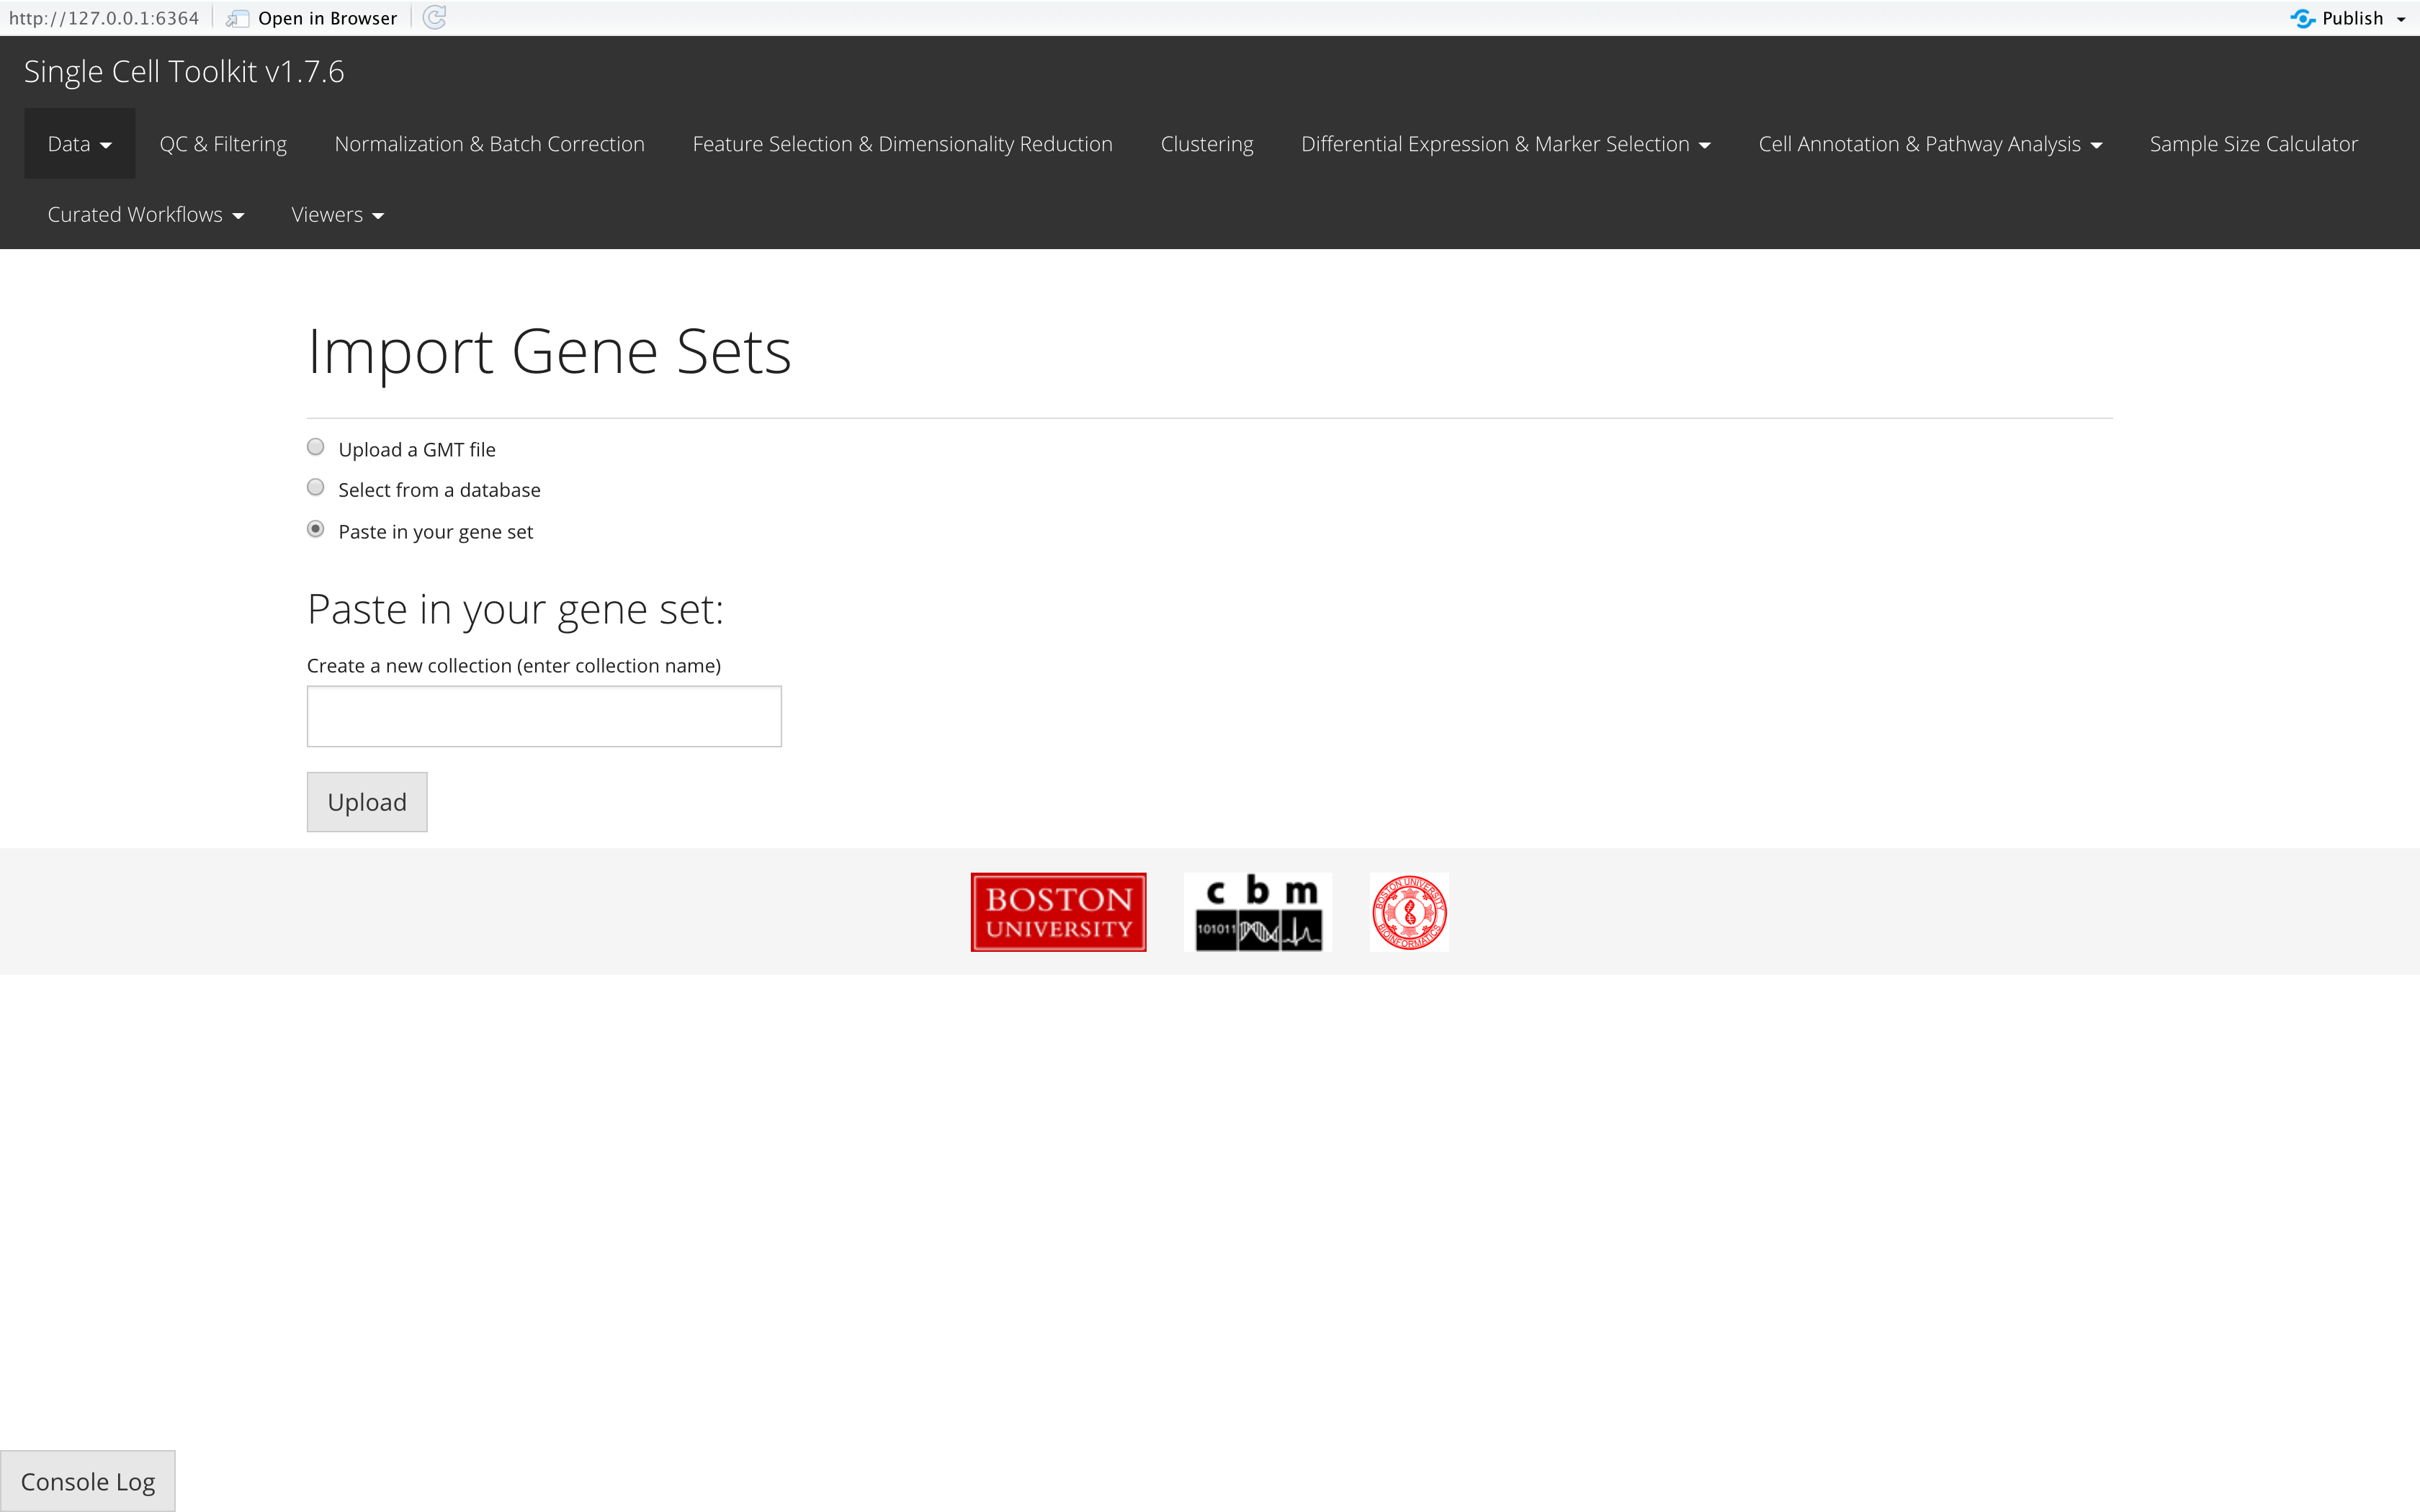 http://127.0.0.1:6364 Open in Browser Publish
Single Cell Toolkit v1.7.6
Data QC & Filtering Normalization & Batch Correction Feature Selection & Dimensionality Reduction Clustering Differential Expression & Marker Selection Cell Annotation & Pathway Analysis Sample Size Calculator
Curated Workflows Viewers
Import Gene Sets
Upload a GMT file
Select from a database
Paste in your gene set
Paste in your gene set:
Create a new collection (enter collection name)
Upload
BOSTON
UNIVERSITY
c b m
101011
BOSTON UNIVERSITY
BIOINFORMATICS
Console Log